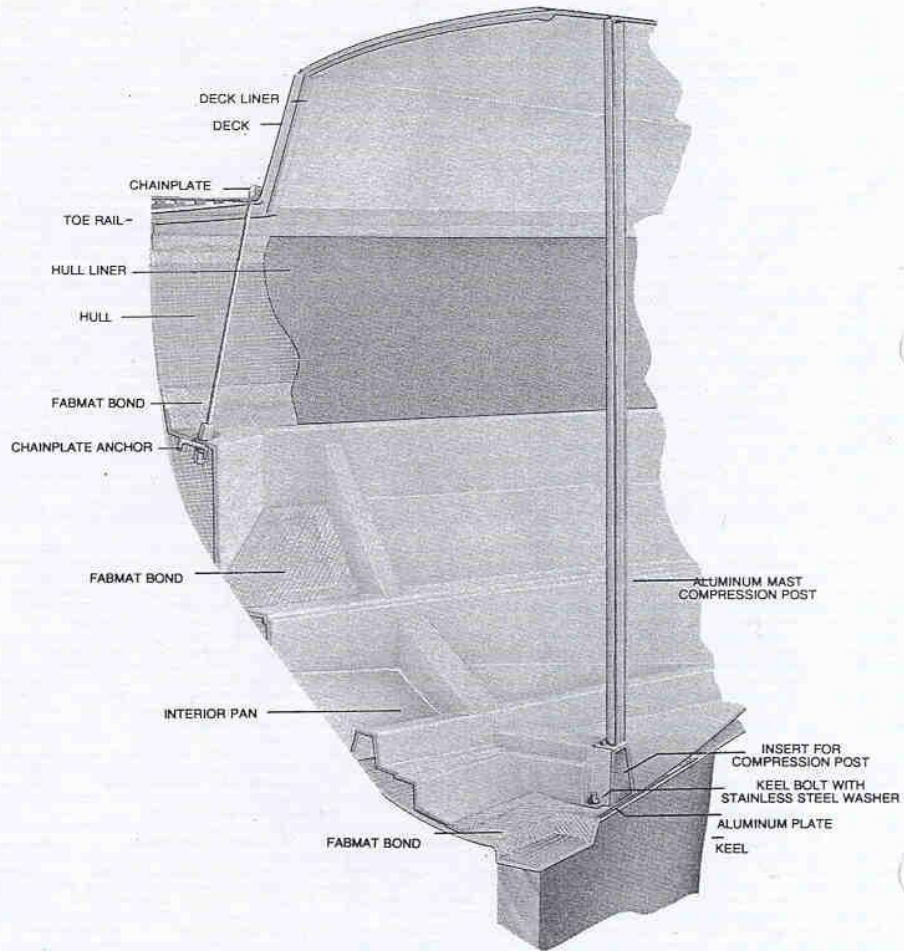 DECK LINER
DECK
CHAINPLATE
TOE RAIL-
HULL LINER
HULL
FABMAT BOND
CHAINPLATE ANCHOR
FABMAT BOND
ALUMINUM MAST
COMPRESSION POST
INTERIOR PAN
INSERT FOR
COMPRESSION POST
KEEL BOLT WITH
STAINLESS STEEL WASHER
ALUMINUM PLATE
FABMAT BOND
KEEL